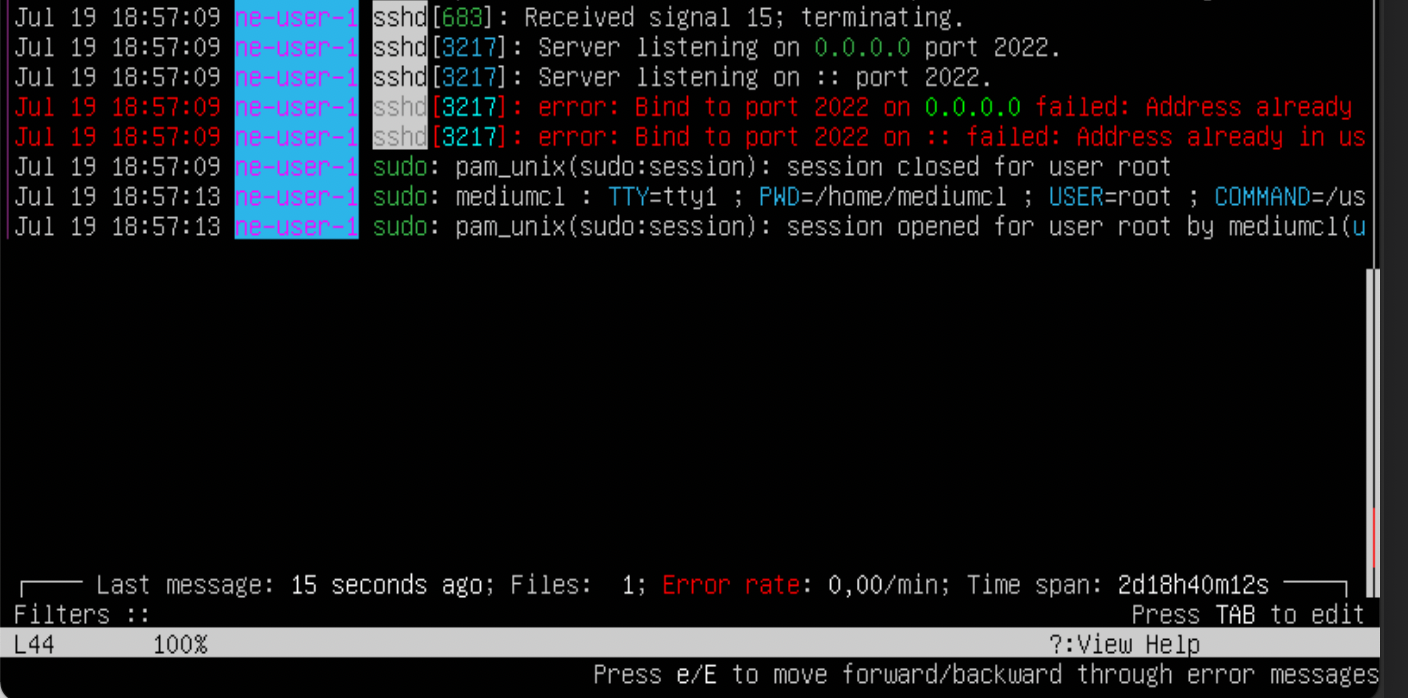 Jul 19 18:57:09 ne-user-1 sshd[683]: Received signal 15; terminating.
Jul 19 18:57:09 ne-user-1 sshd[3217]: Server listening on 0.0.0.0 port 2022.
Jul 19 18:57:09 ne-user-1 sshd[3217]: Server listening on :: port 2022.
Jul 19 18:57:09 ne-user-1 sshd[3217]: error: Bind to port 2022 on 0.0.0.0 failed: Address already
Jul 19 18:57:09 ne-user-1 sshd[3217]: error: Bind to port 2022 on :: failed: Address already in us
Jul 19 18:57:09 ne-user-1 sudo: pam_unix(sudo:session): session closed for user root
Jul 19 18:57:13 ne-user-1 sudo: mediumcl : TTY=tty1 ; PWD=/home/mediumcl ; USER=root ; COMMAND=/us
Jul 19 18:57:13 ne-user-1 sudo: pam_unix(sudo:session): session opened for user root by mediumcl(u
Last message: 15 seconds ago; Files:  1; Error rate: 0,00/min; Time span: 2d18h40m12s
Filters :: Press TAB to edit
L44 100% ?:View Help
Press e/E to move forward/backward through error messages